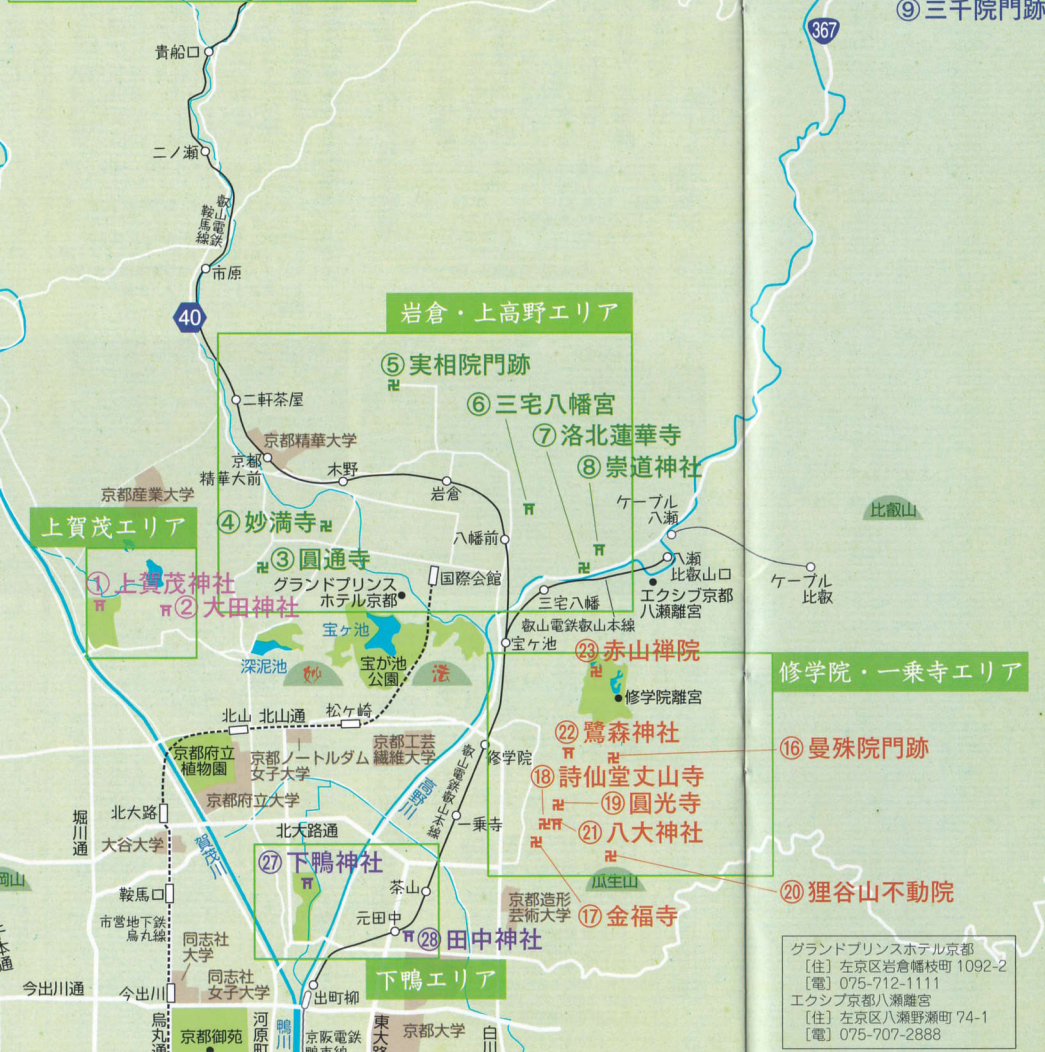 ⑨三千院門跡
367
貴船口
二ノ瀬
叡山電鉄
鞍馬線
市原
40
岩倉・上高野エリア
⑤実相院門跡
⑥三宅八幡宮
⑦洛北蓮華寺
⑧崇道神社
二軒茶屋
京都精華大学
京都
精華大前
木野
岩倉
京都産業大学
上賀茂エリア
④妙満寺
③圓通寺
八幡前
ケーブル
八瀬
比叡山
①上賀茂神社
②大田神社
グランドプリンス
ホテル京都
国際会館
八瀬
比叡山口
ケーブル
比叡
エクシブ京都
八瀬離宮
三宅八幡
叡山電鉄叡山本線
宝ヶ池
宝ヶ池
深泥池
妙
宝が池
公園
法
㉓赤山禅院
修学院・一乗寺エリア
修学院離宮
北山
北山通
松ヶ崎
㉒鷺森神社
⑯曼殊院門跡
京都府立
植物園
京都ノートルダム
女子大学
京都工芸
繊維大学
修学院
⑱詩仙堂丈山寺
⑲圓光寺
京都府立大学
叡山電鉄叡山本線
高野川
北大路
堀川通
一乗寺
㉑八大神社
北大路通
大谷大学
賀茂川
㉗下鴨神社
岡山
瓜生山
⑳狸谷山不動院
鞍馬口
茶山
京都造形
芸術大学
⑰金福寺
市営地下鉄
烏丸線
元田中
㉘田中神社
千本通
同志社
大学
下鴨エリア
同志社
女子大学
今出川通
今出川
出町柳
烏丸通
京都御苑
河原町
鴨川
京阪電鉄
鴨東線
東大路
京都大学
白川
グランドプリンスホテル京都
［住］左京区岩倉幡枝町 1092-2
［電］075-712-1111
エクシブ京都八瀬離宮
［住］左京区八瀬野瀬町 74-1
［電］075-707-2888